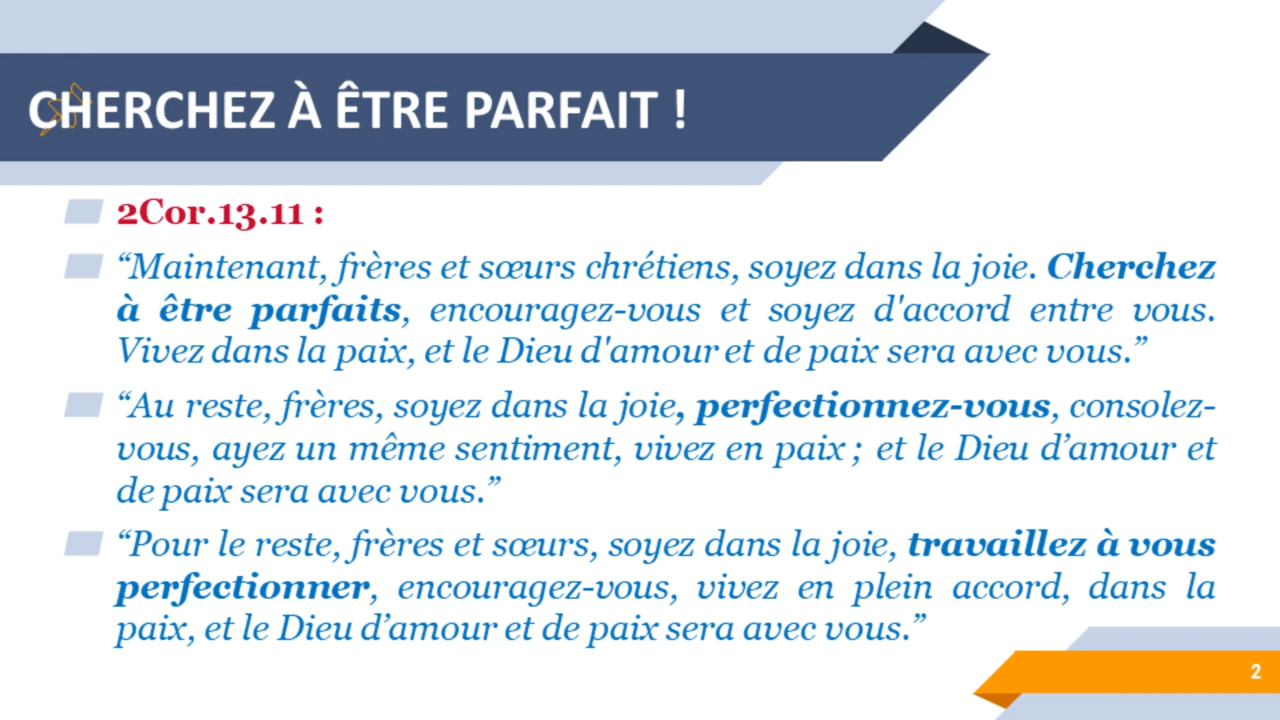 CHERCHEZ À ÊTRE PARFAIT !
2Cor.13.11 :
“Maintenant, frères et sœurs chrétiens, soyez dans la joie. Cherchez
à être parfaits, encouragez-vous et soyez d'accord entre vous.
Vivez dans la paix, et le Dieu d'amour et de paix sera avec vous.”
“Au reste, frères, soyez dans la joie, perfectionnez-vous, consolez-
vous, ayez un même sentiment, vivez en paix ; et le Dieu d’amour et
de paix sera avec vous.”
“Pour le reste, frères et sœurs, soyez dans la joie, travaillez à vous
perfectionner, encouragez-vous, vivez en plein accord, dans la
paix, et le Dieu d’amour et de paix sera avec vous.”
2